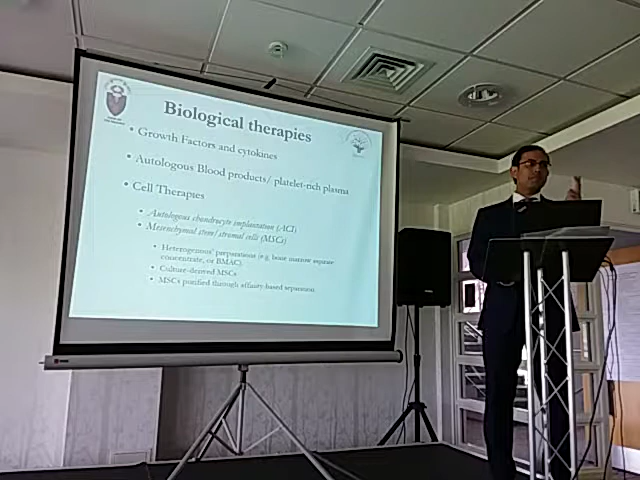 Biological therapies
• Growth Factors and cytokines
• Autologous Blood products/ platelet-rich plasma
• Cell Therapies
• Autologous chondrocyte implantation (ACI)
• Mesenchymal stem/ stromal cells (MSCs)
• Heterogenous' preparations (e.g. bone marrow aspirate
concentrate, or BMAC)
• Culture-derived MSCs
• MSCs purified through affinity-based separation